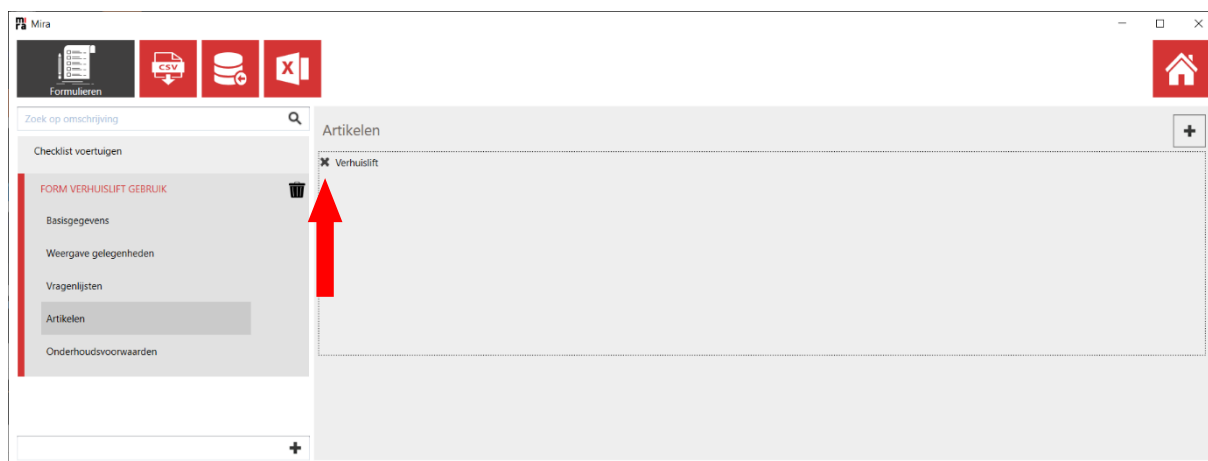 Mira
Formulieren
CSV
X
Zoek op omschrijving
Artikelen
Checklist voertuigen
Verhuislift
FORM VERHUISLIFT GEBRUIK
Basisgegevens
Weergave gelegenheden
Vragenlijsten
Artikelen
Onderhoudsvoorwaarden